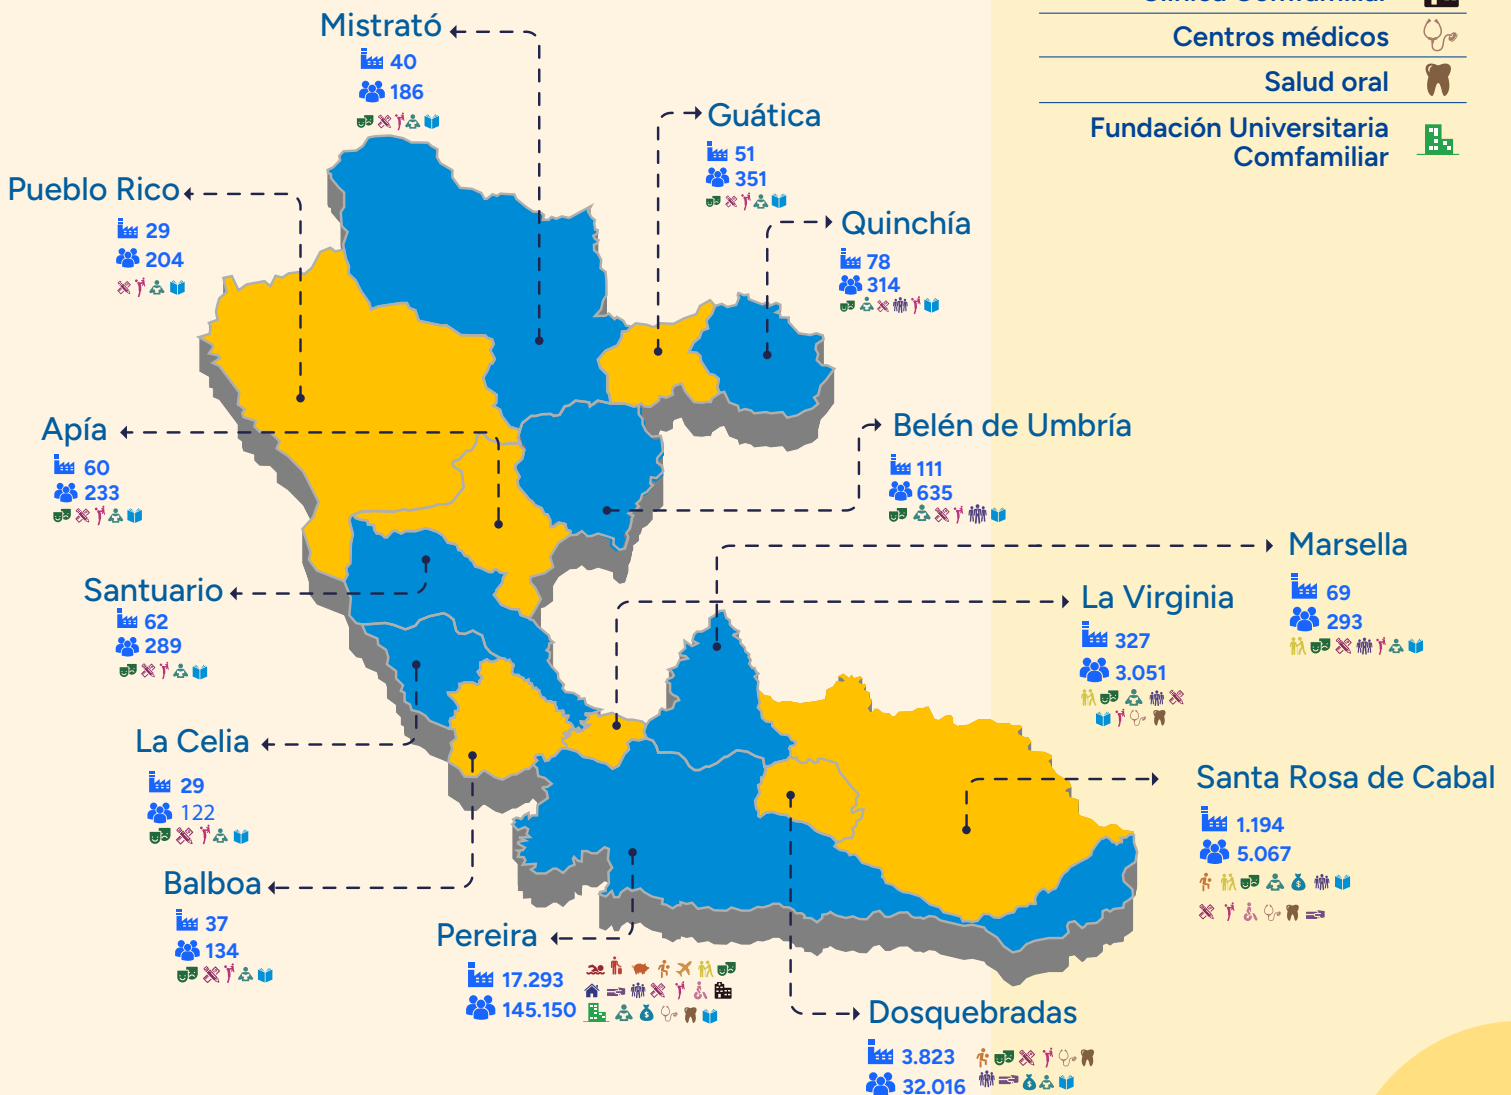 Clínica Comfamiliar
Centros médicos
Salud oral
Fundación Universitaria
Comfamiliar
Mistrató
40
186
Guática
51
351
Pueblo Rico
29
204
Quinchía
78
314
Apía
60
233
Belén de Umbría
111
635
Marsella
69
293
Santuario
62
289
La Virginia
327
3.051
La Celia
29
122
Santa Rosa de Cabal
1.194
5.067
Balboa
37
134
Pereira
17.293
145.150
Dosquebradas
3.823
32.016